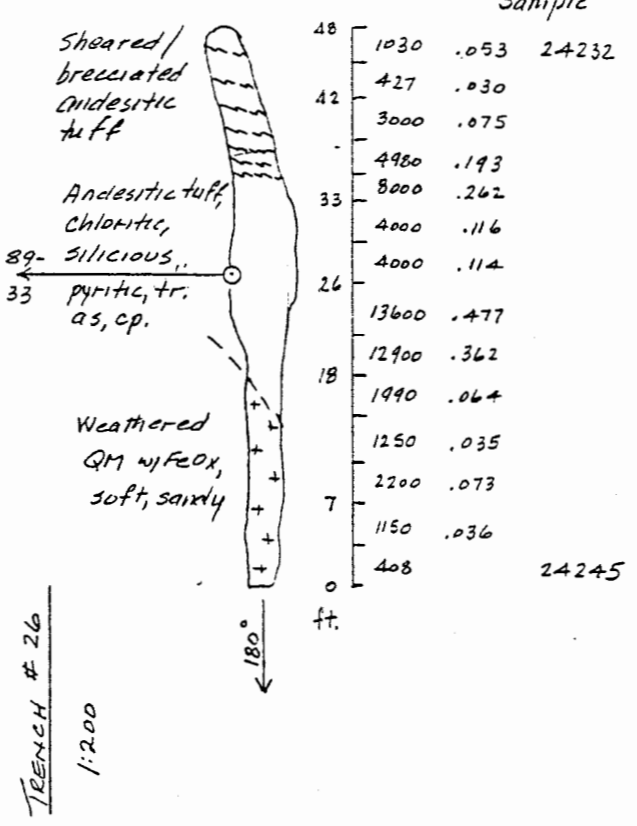 Sample
48
1030 .053 24232
427 .030
42
3000 .075
4980 .193
8000 .262
33
4000 .116
4000 .114
26
13600 .477
12900 .362
18
1990 .064
1250 .035
2200 .073
7
1150 .036
408 24245
0
ft.
Sheared/
brecciated
andesitic
tuff
Andesitic tuff,
chloritic,
silicious,
pyritic, tr.
as, cp.
89-
33
Weathered
QM w/FeOx,
soft, sandy
180°
TRENCH # 26
1:200